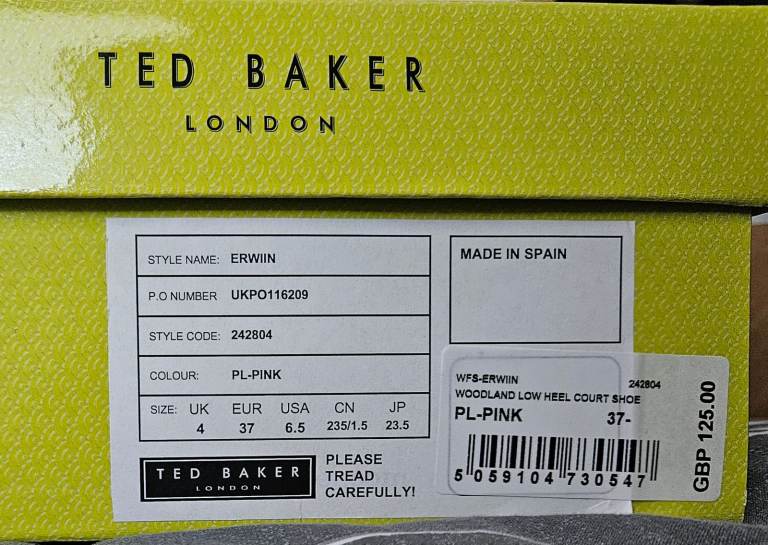 TED BAKER
LONDON
STYLE NAME: ERWIIN
P.O NUMBER UKPO116209
STYLE CODE: 242804
COLOUR: PL-PINK
SIZE: UK EUR USA CN JP
4 37 6.5 235/1.5 23.5
TED BAKER
LONDON
PLEASE
TREAD
CAREFULLY!
MADE IN SPAIN
WFS-ERWIIN 242804
WOODLAND LOW HEEL COURT SHOE
PL-PINK 37-
5 059104 730547
GBP 125.00